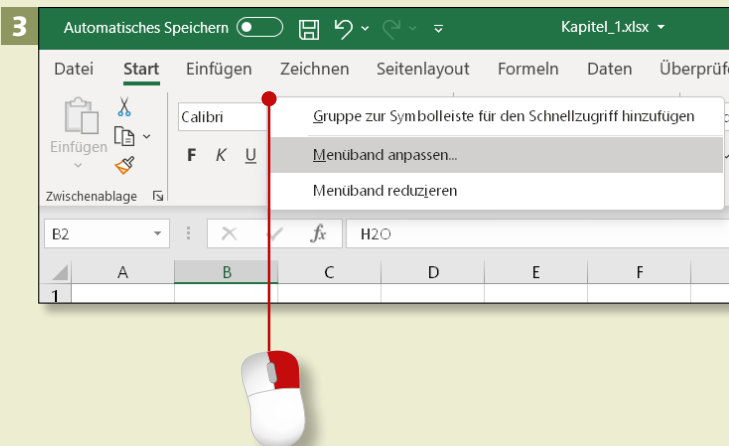 3
Automatisches Speichern
Kapitel_1.xlsx
Datei Start Einfügen Zeichnen Seitenlayout Formeln Daten
Einfügen
Calibri
F K U
Zwischenablage
Gruppe zur Symbolleiste für den Schnellzugriff hinzufügen
Menüband anpassen...
Menüband reduzieren
B2 fx H2O
A B C D E F
1